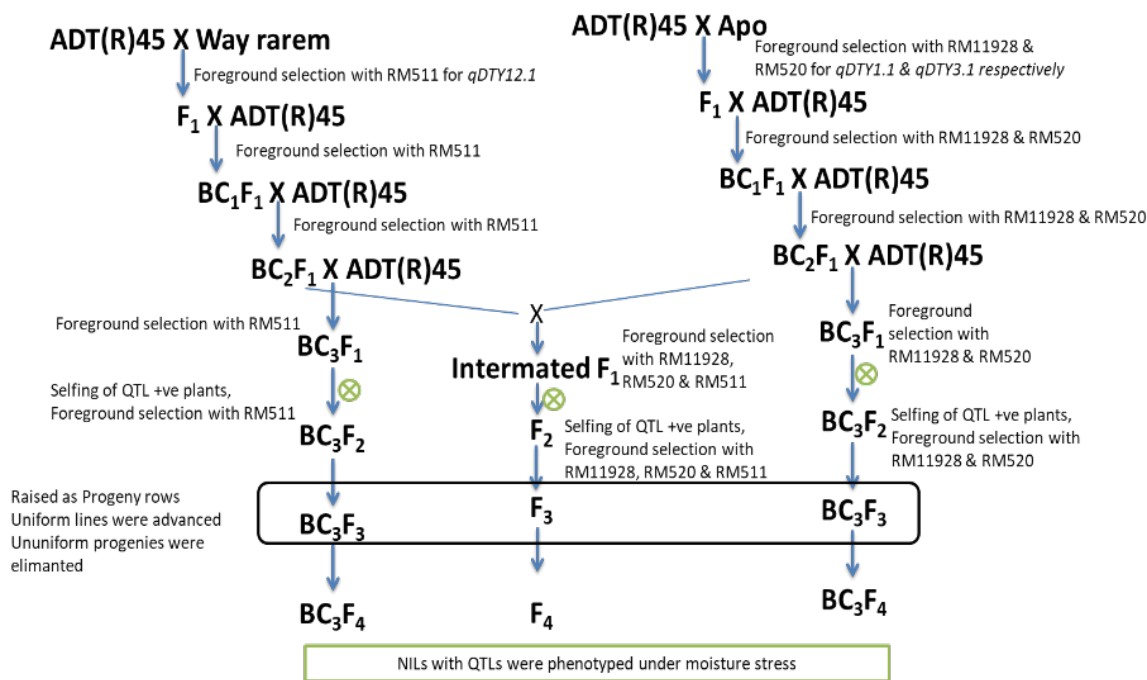 ADT(R)45 X Way rarem
Foreground selection with RM511 for qDTY12.1
F1 X ADT(R)45
Foreground selection with RM511
BC1F1 X ADT(R)45
Foreground selection with RM511
BC2F1 X ADT(R)45
Foreground selection with RM511
BC3F1
Selfing of QTL +ve plants,
Foreground selection with RM511
BC3F2
Raised as Progeny rows
Uniform lines were advanced
Ununiform progenies were
elimanted
BC3F3
BC3F4
X
Intermated F1
Foreground selection
with RM11928,
RM520 & RM511
F2
Selfing of QTL +ve plants,
Foreground selection with
RM11928, RM520 & RM511
F3
F4
ADT(R)45 X Apo
Foreground selection with RM11928 &
RM520 for qDTY1.1 & qDTY3.1 respectively
F1 X ADT(R)45
Foreground selection with RM11928 & RM520
BC1F1 X ADT(R)45
Foreground selection with RM11928 & RM520
BC2F1 X ADT(R)45
Foreground
selection with
RM11928 & RM520
BC3F1
BC3F2
Selfing of QTL +ve plants,
Foreground selection with
RM11928 & RM520
BC3F3
BC3F4
NILs with QTLs were phenotyped under moisture stress